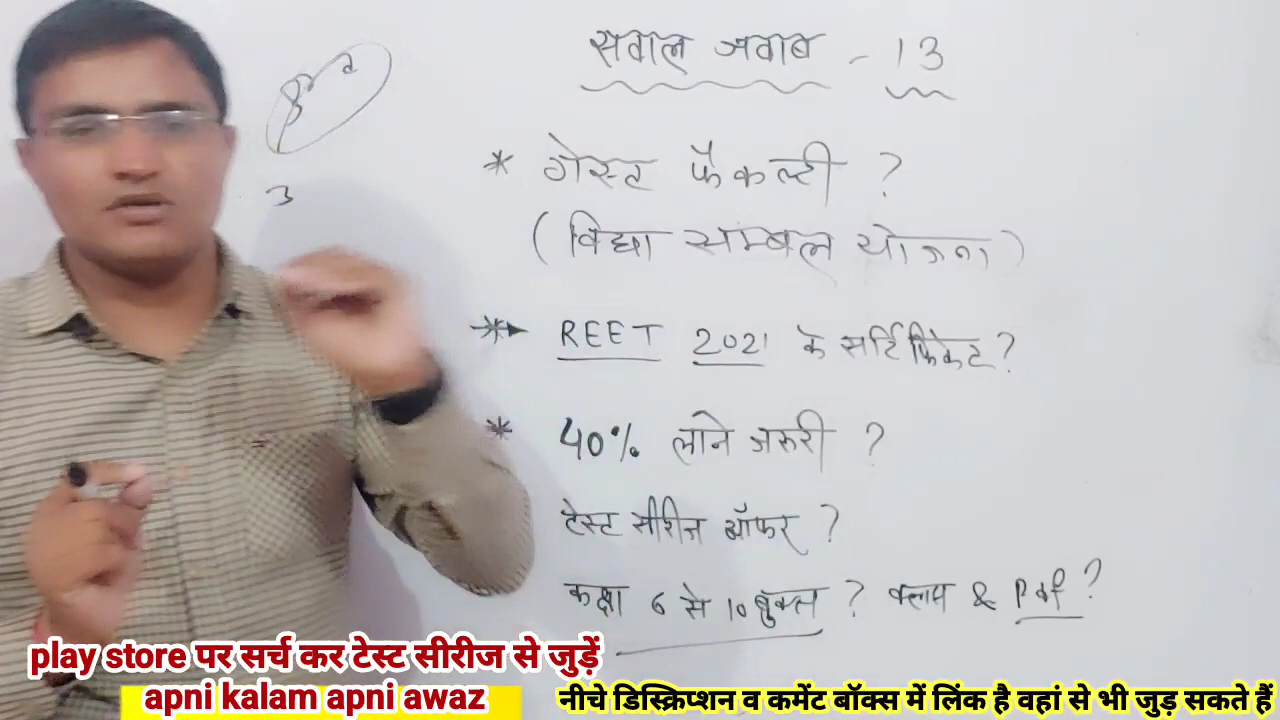 सवाल जवाब - 13
3
* गेस्ट फैकल्टी ?
(विद्या सम्बल योजना)
* REET 2021 के सर्टिफिकेट?
* 40% लाने जरुरी ?
टेस्ट सीरीज ऑफर ?
कक्षा 6 से 10 बुक्स ? क्लास & Pdf ?
play store पर सर्च कर टेस्ट सीरीज से जुड़ें
apni kalam apni awaz
नीचे डिस्क्रिप्शन व कमेंट बॉक्स में लिंक है वहां से भी जुड़ सकते हैं